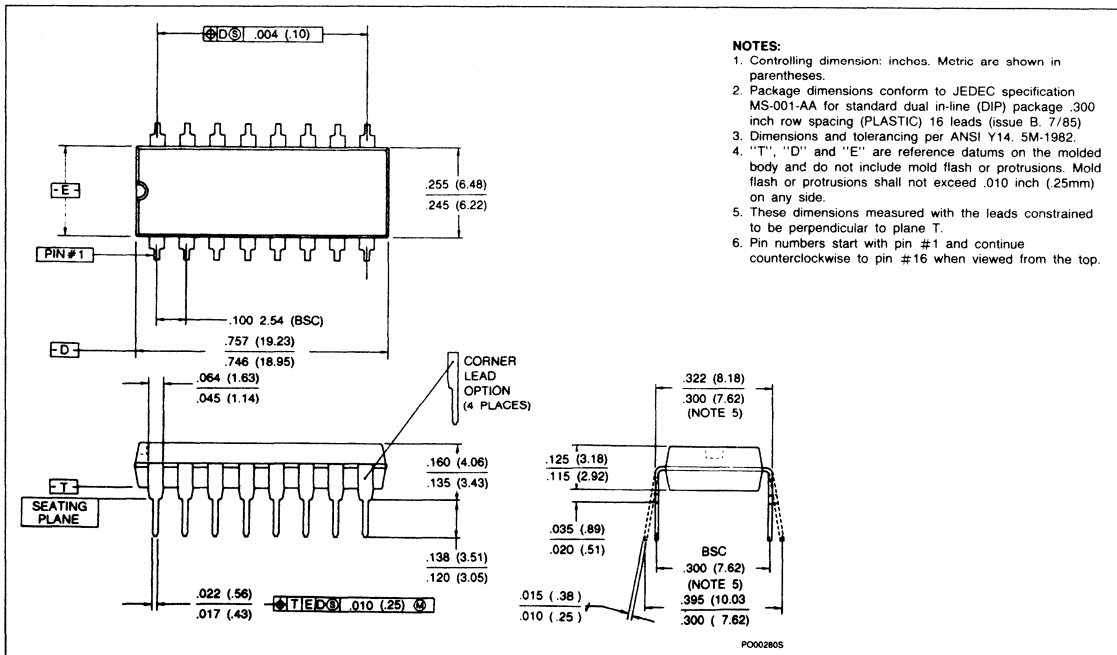 ⌖ D Ⓢ .004 (.10)
NOTES:
1. Controlling dimension: inches. Metric are shown in
parentheses.
2. Package dimensions conform to JEDEC specification
MS-001-AA for standard dual in-line (DIP) package .300
inch row spacing (PLASTIC) 16 leads (issue B. 7/85)
3. Dimensions and tolerancing per ANSI Y14. 5M-1982.
4. "T", "D" and "E" are reference datums on the molded
body and do not include mold flash or protrusions. Mold
flash or protrusions shall not exceed .010 inch (.25mm)
on any side.
5. These dimensions measured with the leads constrained
to be perpendicular to plane T.
6. Pin numbers start with pin #1 and continue
counterclockwise to pin #16 when viewed from the top.
-E-
.255 (6.48)
.245 (6.22)
PIN #1
.100 2.54 (BSC)
-D-
.757 (19.23)
.746 (18.95)
.064 (1.63)
.045 (1.14)
CORNER
LEAD
OPTION
(4 PLACES)
.322 (8.18)
.300 (7.62)
(NOTE 5)
.160 (4.06)
.135 (3.43)
.125 (3.18)
.115 (2.92)
-T-
SEATING
PLANE
.138 (3.51)
.120 (3.05)
.035 (.89)
.020 (.51)
BSC
.300 (7.62)
(NOTE 5)
.395 (10.03
.300 ( 7.62)
.022 (.56)
.017 (.43)
⌖ T E D Ⓢ .010 (.25) Ⓜ
.015 ( .38 )
.010 ( .25 )
PO00280S